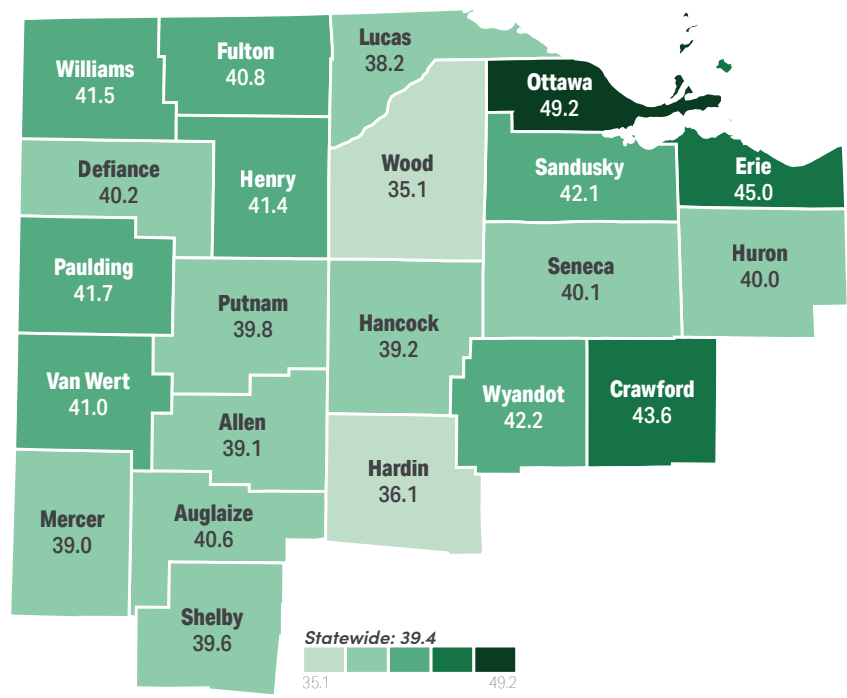 Lucas
38.2
Fulton
40.8
Williams
41.5
Ottawa
49.2
Wood
35.1
Defiance
40.2
Henry
41.4
Sandusky
42.1
Erie
45.0
Paulding
41.7
Seneca
40.1
Huron
40.0
Putnam
39.8
Hancock
39.2
Van Wert
41.0
Wyandot
42.2
Crawford
43.6
Allen
39.1
Hardin
36.1
Mercer
39.0
Auglaize
40.6
Shelby
39.6
Statewide: 39.4
35.1 49.2